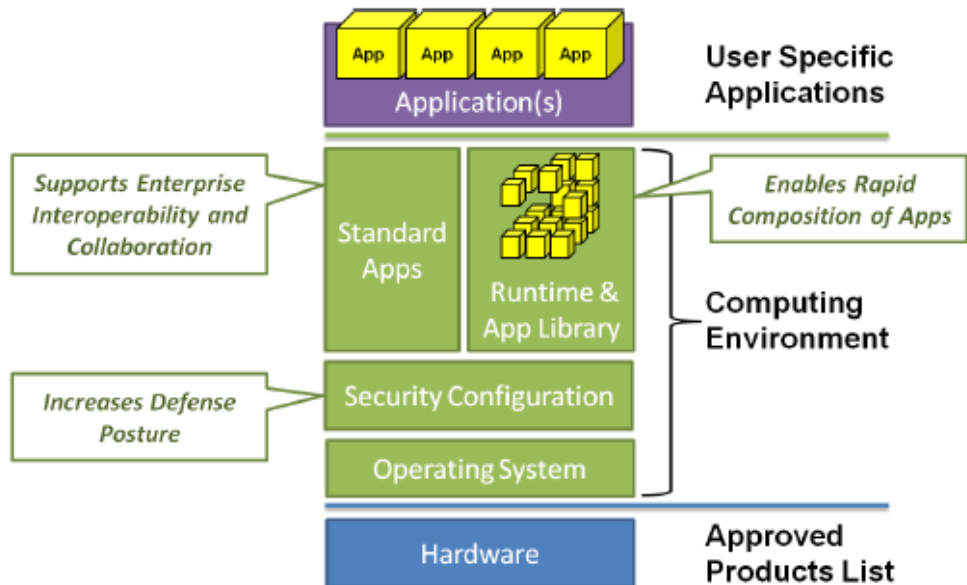 App App App App
Application(s)
User Specific
Applications
Supports Enterprise
Interoperability and
Collaboration
Standard
Apps
Runtime &
App Library
Enables Rapid
Composition of Apps
Computing
Environment
Increases Defense
Posture
Security Configuration
Operating System
Hardware
Approved
Products List